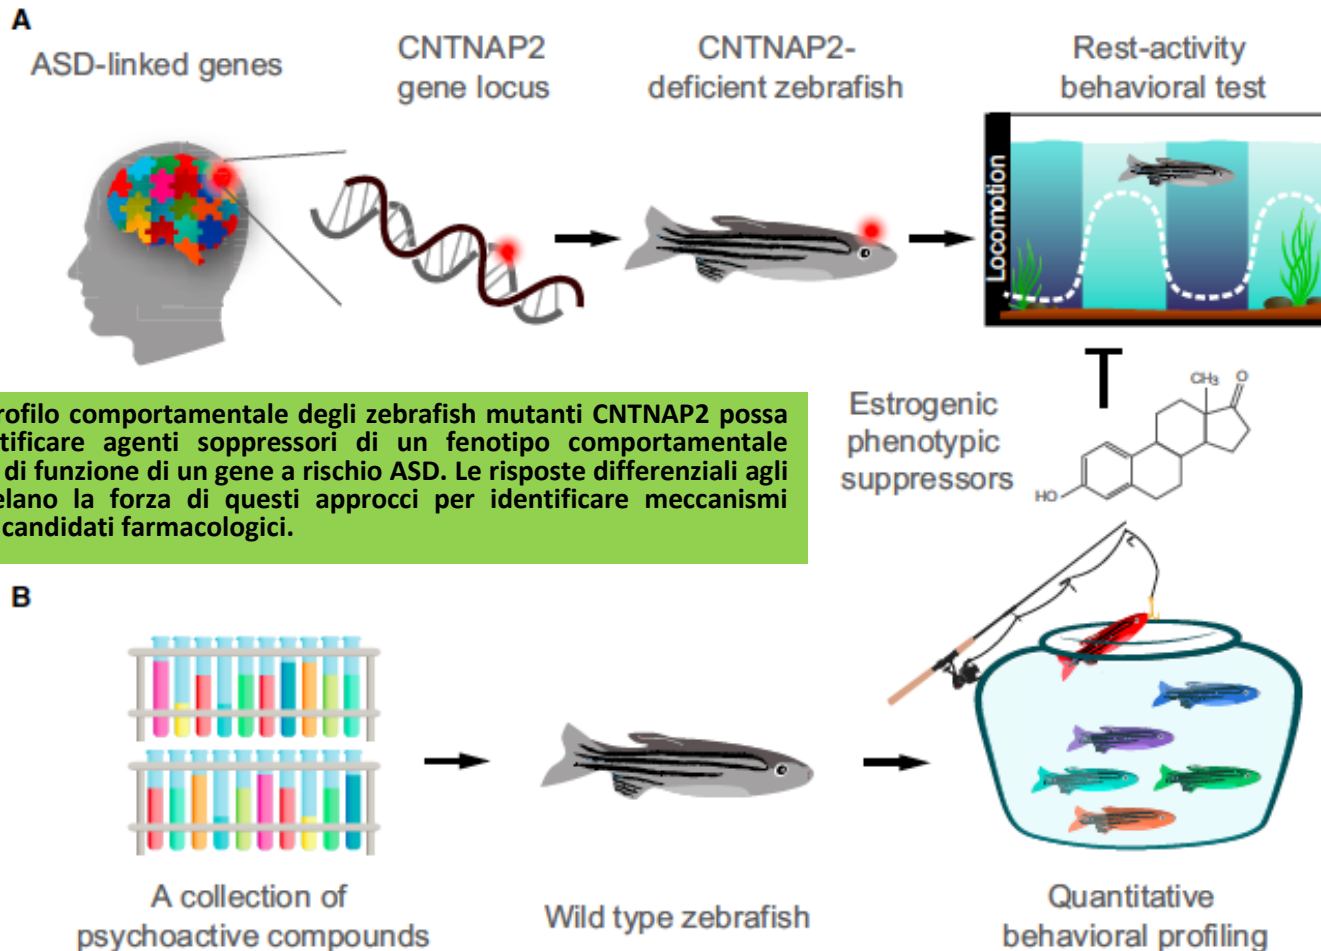 A
ASD-linked genes
CNTNAP2
gene locus
CNTNAP2-
deficient zebrafish
Rest-activity
behavioral test
Locomotion
comportamentale degli zebrafish mutanti CNTNAP2 possa
agenti soppressori di un fenotipo comportamentale
di funzione di un gene a rischio ASD. Le risposte differenziali agli
la forza di questi approcci per identificare meccanismi
candidati farmacologici.
Estrogenic
phenotypic
suppressors
CH₃
O
HO
B
A collection of
psychoactive compounds
Wild type zebrafish
Quantitative
behavioral profiling